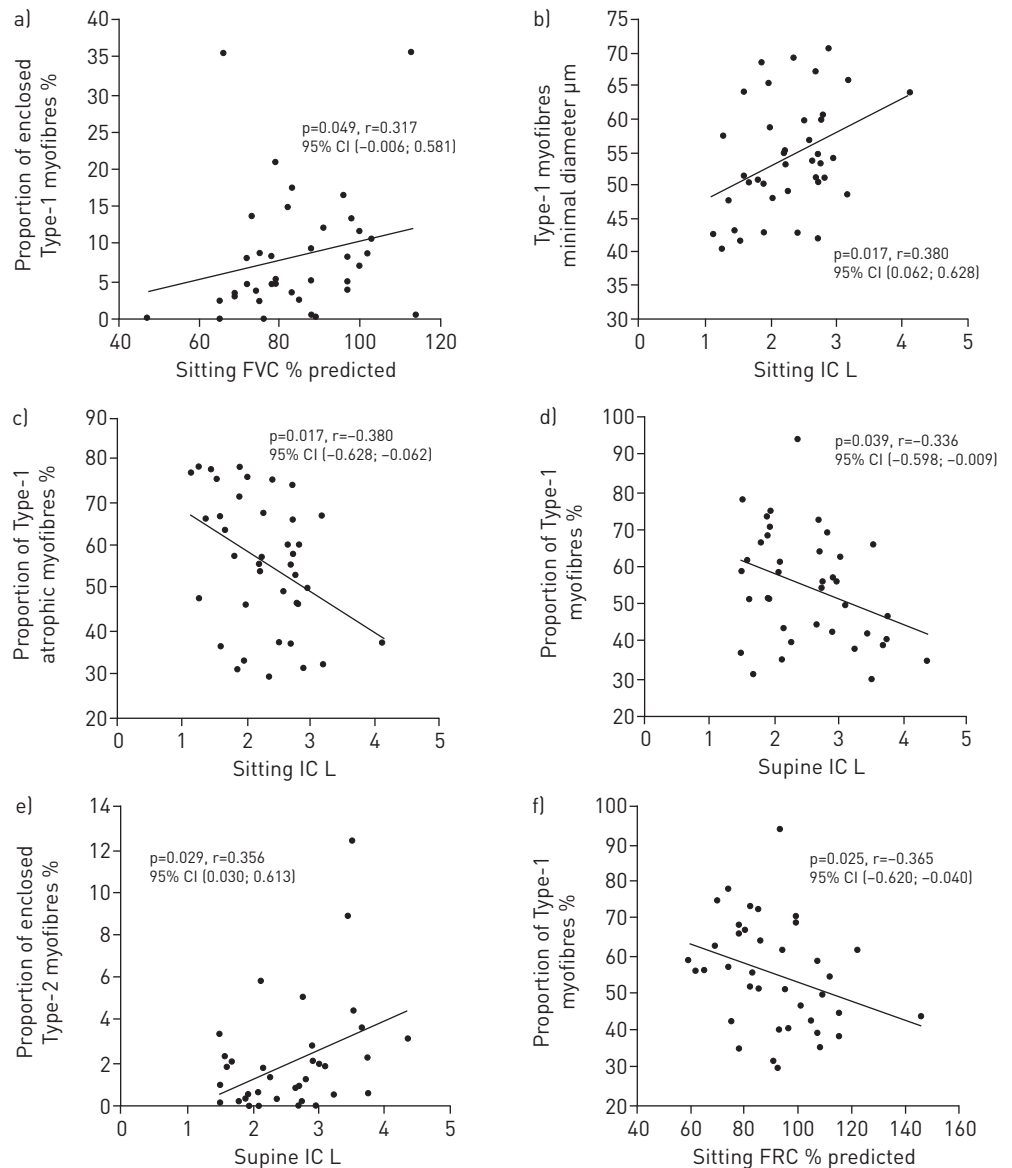 a)
Proportion of enclosed
Type-1 myofibres %
40
35
30
25
20
15
10
5
0
p=0.049, r=0.317
95% CI (–0.006; 0.581)
40 60 80 100 120
Sitting FVC % predicted
b)
Type-1 myofibres
minimal diameter µm
75
70
65
60
55
50
45
40
35
30
p=0.017, r=0.380
95% CI (0.062; 0.628)
0 1 2 3 4 5
Sitting IC L
c)
Proportion of Type-1
atrophic myofibres %
90
80
70
60
50
40
30
20
p=0.017, r=–0.380
95% CI (–0.628; –0.062)
0 1 2 3 4 5
Sitting IC L
d)
Proportion of Type-1
myofibres %
100
90
80
70
60
50
40
30
20
p=0.039, r=–0.336
95% CI (–0.598; –0.009)
0 1 2 3 4 5
Supine IC L
e)
Proportion of enclosed
Type-2 myofibres %
14
12
10
8
6
4
2
0
p=0.029, r=0.356
95% CI (0.030; 0.613)
0 1 2 3 4 5
Supine IC L
f)
Proportion of Type-1
myofibres %
100
90
80
70
60
50
40
30
20
p=0.025, r=–0.365
95% CI (–0.620; –0.040)
40 60 80 100 120 140 160
Sitting FRC % predicted